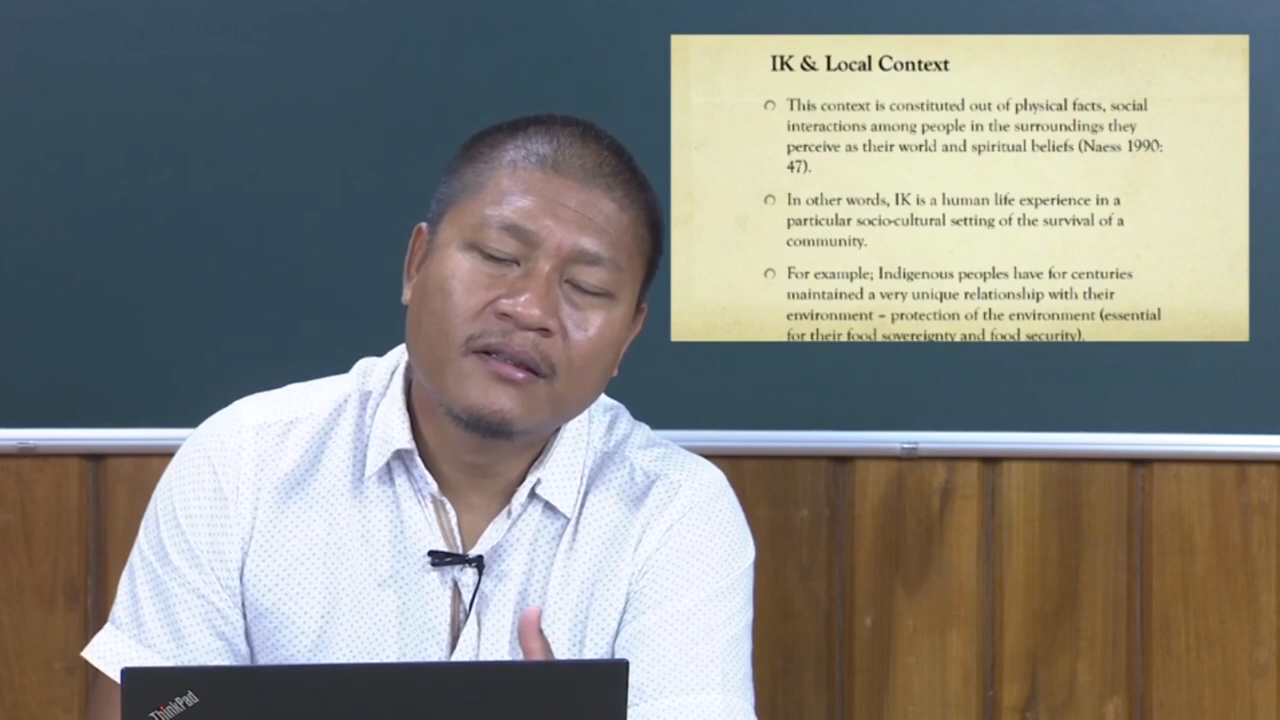 IK & Local Context
This context is constituted out of physical facts, social
interactions among people in the surroundings they
perceive as their world and spiritual beliefs (Naess 1990:
47).
In other words, IK is a human life experience in a
particular socio-cultural setting of the survival of a
community.
For example; Indigenous peoples have for centuries
maintained a very unique relationship with their
environment – protection of the environment (essential
for their food sovereignty and food security).
ThinkPad